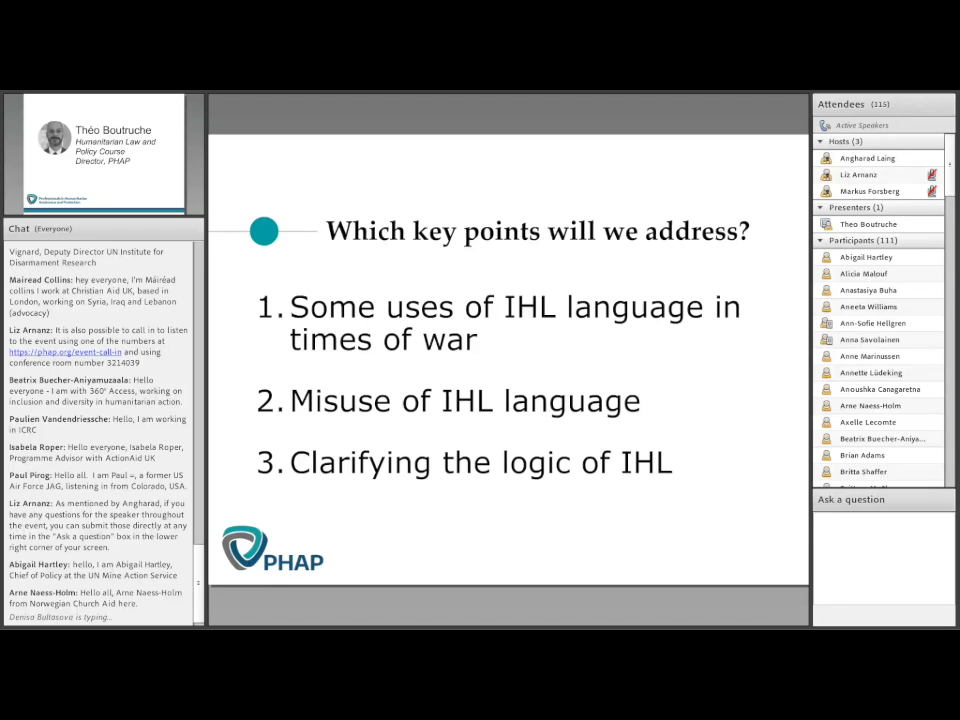 Théo Boutruche
Humanitarian Law and
Policy Course
Director, PHAP
Chat (Everyone)
Vignard, Deputy Director UN Institute for
Disarmament Research
Mairead Collins: hey everyone, I'm Máiréad
collins I work at Christian Aid UK, based in
London, working on Syria, Iraq and Lebanon
(advocacy)
Liz Arnanz: It is also possible to call in to listen
to the event using one of the numbers at
https://phap.org/event-call-in and using
conference room number 3214039
Beatrix Buecher-Aniyamuzaala: Hello
everyone - I am with 360° Access, working on
inclusion and diversity in humanitarian action.
Paulien Vandendriessche: Hello, I am working
in ICRC
Isabela Roper: Hello everyone, Isabela Roper,
Programme Advisor with ActionAid UK
Paul Pirog: Hello all. I am Paul =, a former US
Air Force JAG, listening in from Colorado, USA.
Liz Arnanz: As mentioned by Angharad, if you
have any questions for the speaker throughout
the event, you can submit those directly at any
time in the "Ask a question" box in the lower
right corner of your screen.
Abigail Hartley: hello, I am Abigail Hartley,
Chief of Policy at the UN Mine Action Service
Arne Naess-Holm: Hello all, Arne Naess-Holm
from Norwegian Church Aid here.
Denisa Bultasova is typing...
Which key points will we address?
1. Some uses of IHL language in
times of war
2. Misuse of IHL language
3. Clarifying the logic of IHL
PHAP
Attendees (115)
Active Speakers
Hosts (3)
Angharad Laing
Liz Arnanz
Markus Forsberg
Presenters (1)
Theo Boutruche
Participants (111)
Abigail Hartley
Alicia Malouf
Anastasiya Buha
Aneeta Williams
Ann-Sofie Hellgren
Anna Savolainen
Anne Marinussen
Annette Lüdeking
Anoushka Canagaretna
Arne Naess-Holm
Axelle Lecomte
Beatrix Buecher-Aniya...
Brian Adams
Britta Shaffer
Ask a question